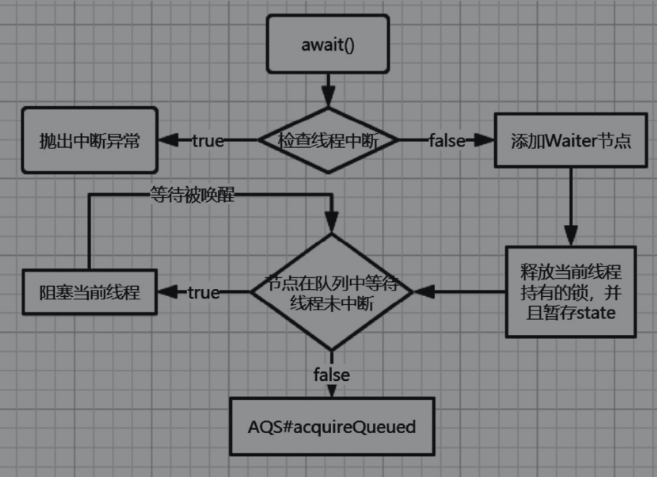 await()
抛出中断异常
true
检查线程中断
false
添加Waiter节点
等待被唤醒
阻塞当前线程
true
节点在队列中等待
线程未中断
释放当前线程
持有的锁，并
且暂存state
false
AQS#acquireQueued